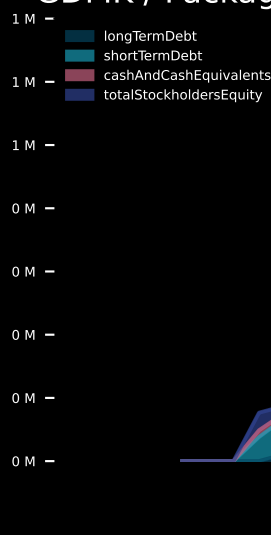 1 M
longTermDebt
shortTermDebt
1 M
cashAndCashEquivalents
totalStockholdersEquity
1 M
0 M
0 M
0 M
0 M
0 M